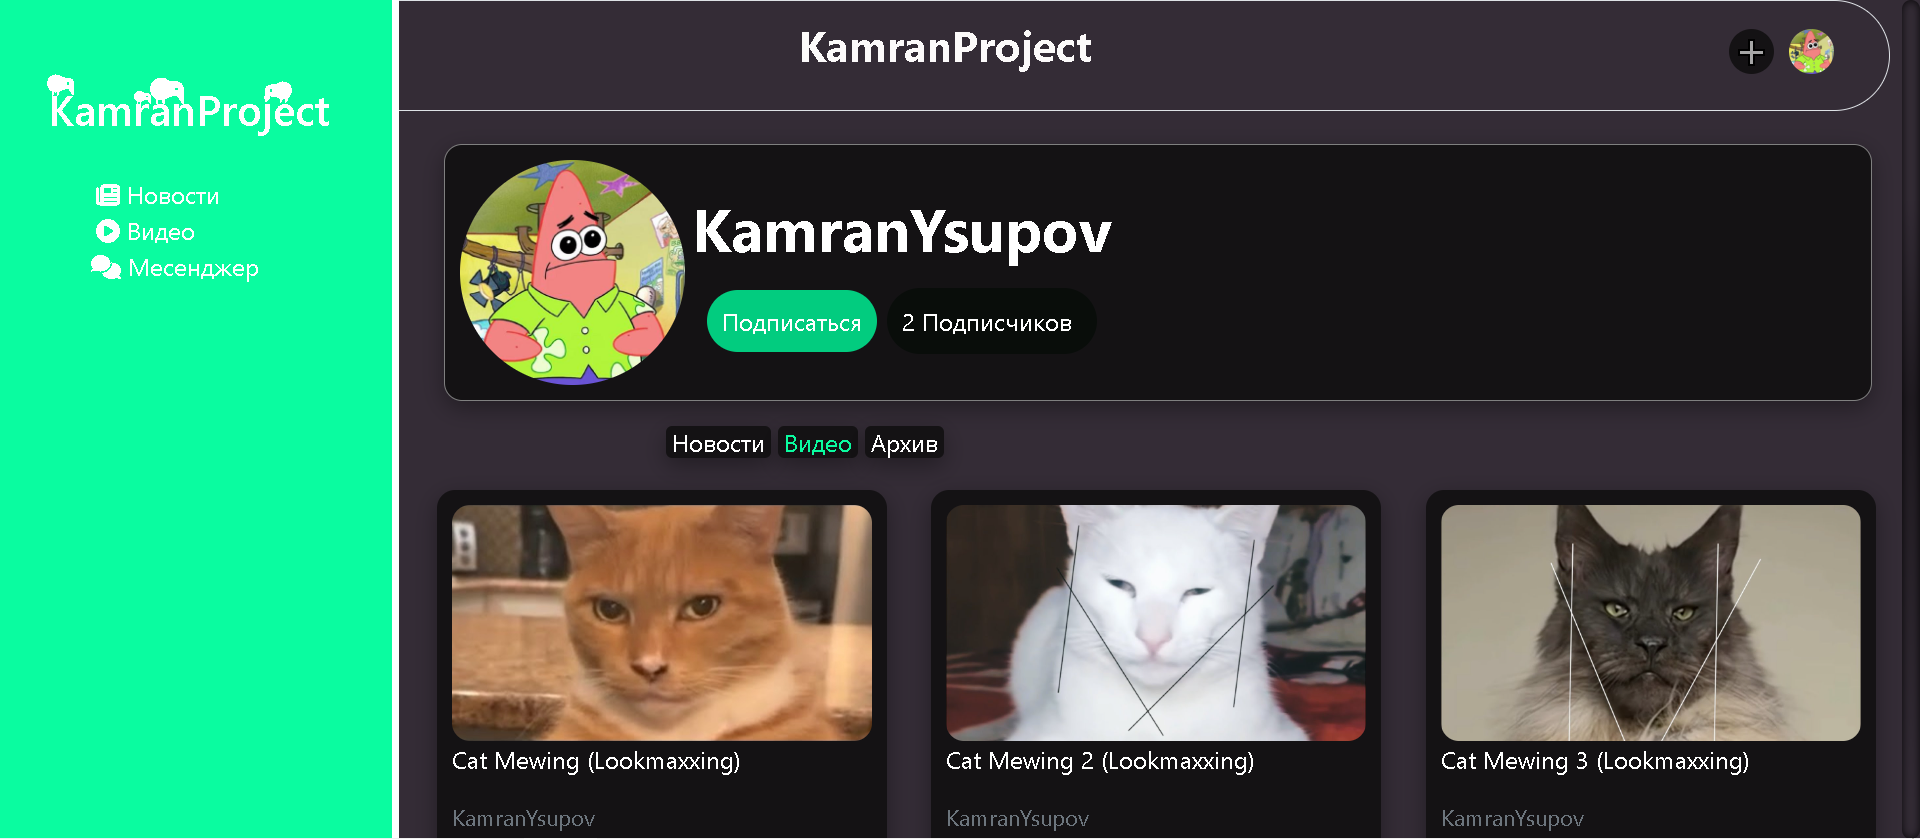 KamranProject
Новости
Видео
Месенджер
KamranProject
KamranYsupov
Подписаться
2 Подписчиков
Новости Видео Архив
Cat Mewing (Lookmaxxing)
KamranYsupov
Cat Mewing 2 (Lookmaxxing)
KamranYsupov
Cat Mewing 3 (Lookmaxxing)
KamranYsupov